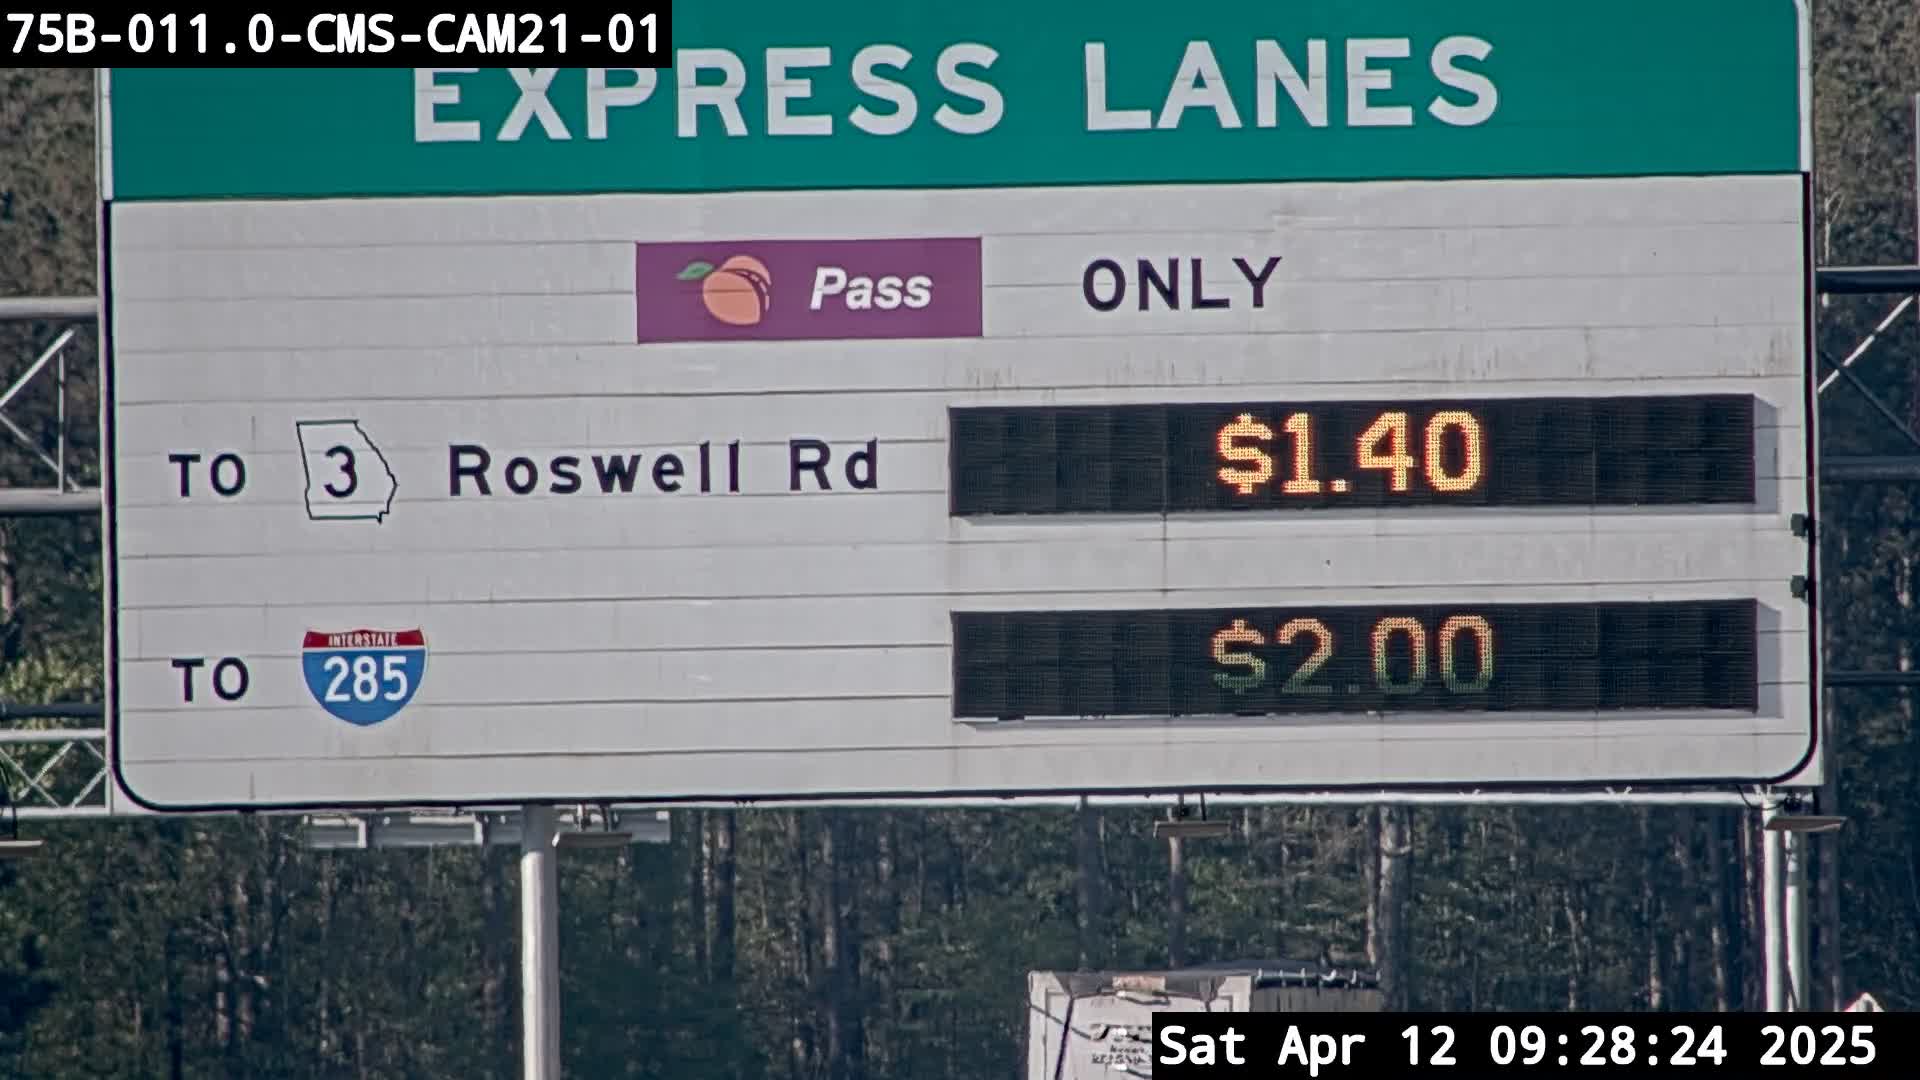 75B-011.0-CMS-CAM21-01
EXPRESS LANES
Pass ONLY
TO 3 Roswell Rd $1.40
TO INTERSTATE 285 $2.00
Sat Apr 12 09:28:24 2025